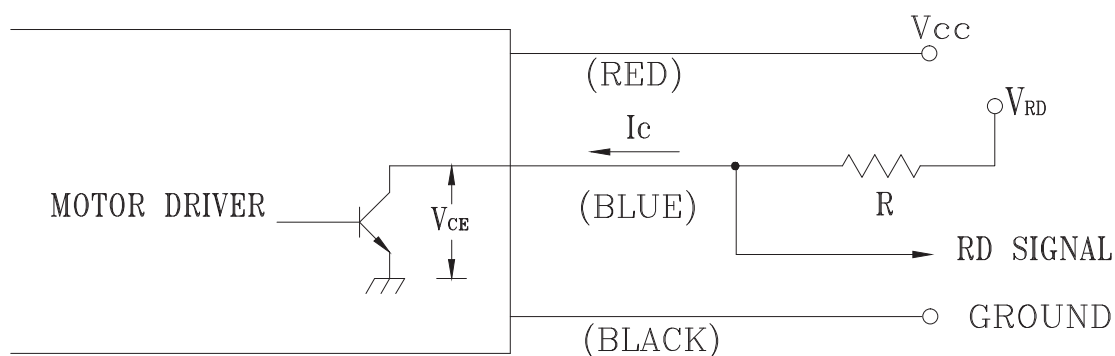 Vcc
(RED)
VRD
Ic
MOTOR DRIVER
VCE
(BLUE)
R
RD SIGNAL
GROUND
(BLACK)